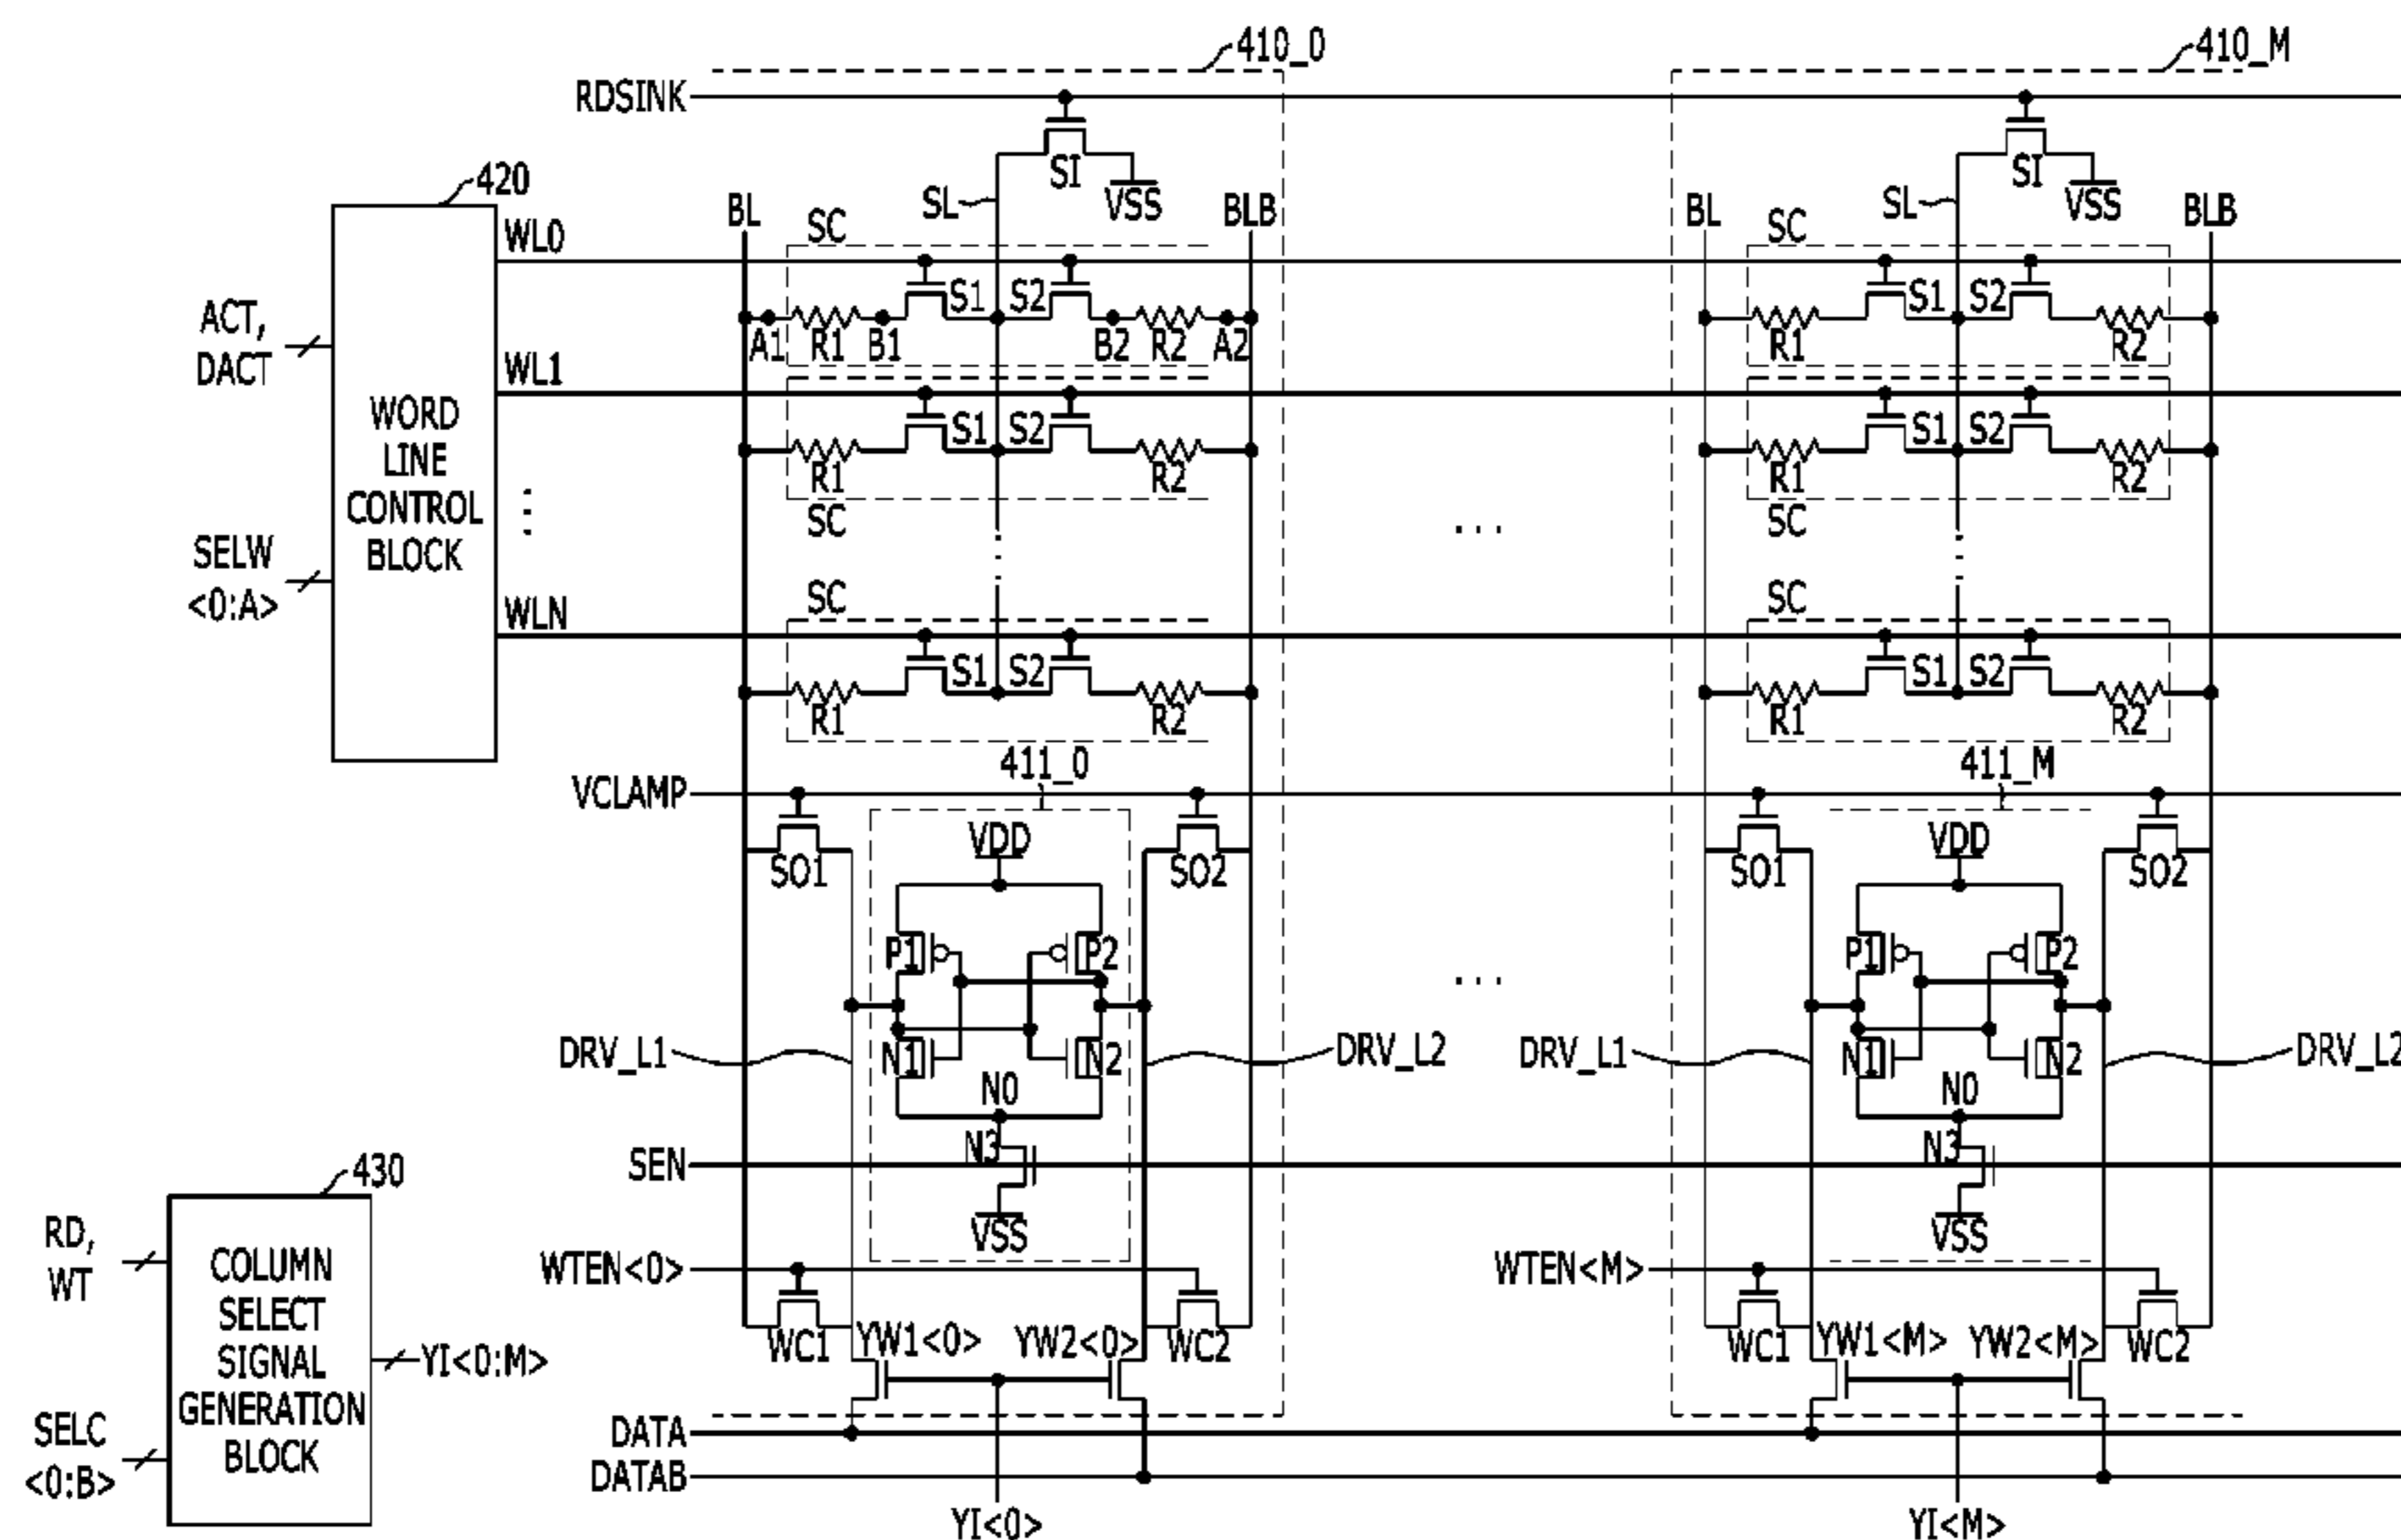 410_0
410_M
RDSINK
SI
VSS
SI
VSS
420
BL
SL
BLB
BL
SL
BLB
WL0
SC
SC
ACT,
DACT
S1
S2
S1
S2
A1
R1
B1
B2
R2
A2
R1
R2
WL1
WORD
LINE
CONTROL
BLOCK
S1
S2
S1
S2
R1
R2
R1
R2
SC
SC
...
SELW
<0:A>
WLN
SC
SC
S1
S2
S1
S2
R1
R2
R1
R2
411_0
411_M
VCLAMP
SO1
VDD
SO2
SO1
VDD
SO2
P1
P2
P1
P2
...
DRV_L1
N1
N2
DRV_L2
DRV_L1
N1
N2
DRV_L2
N0
N0
N3
N3
SEN
VSS
VSS
430
RD,
WT
COLUMN
SELECT
SIGNAL
GENERATION
BLOCK
YI<0:M>
SELC
<0:B>
WTEN<0>
WTEN<M>
WC1
YW1<0>
YW2<0>
WC2
WC1
YW1<M>
YW2<M>
WC2
DATA
DATAB
YI<0>
YI<M>